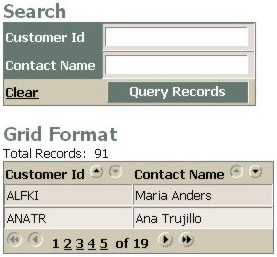 Search
Customer Id
Contact Name
Clear Query Records
Grid Format
Total Records: 91
Customer Id Contact Name
ALFKI Maria Anders
ANATR Ana Trujillo
1 2 3 4 5 of 19